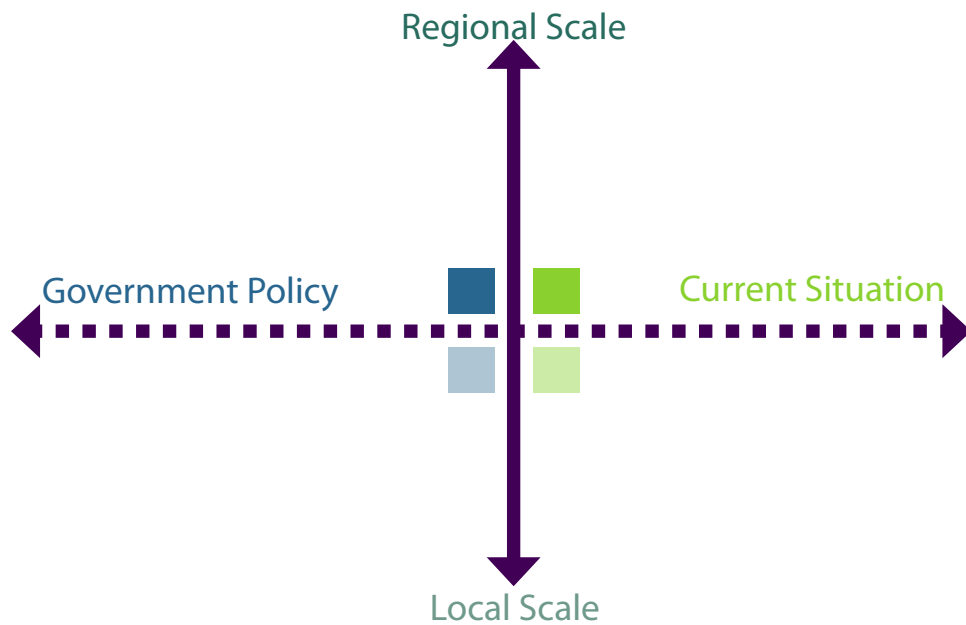 Regional Scale
Government Policy
Current Situation
Local Scale